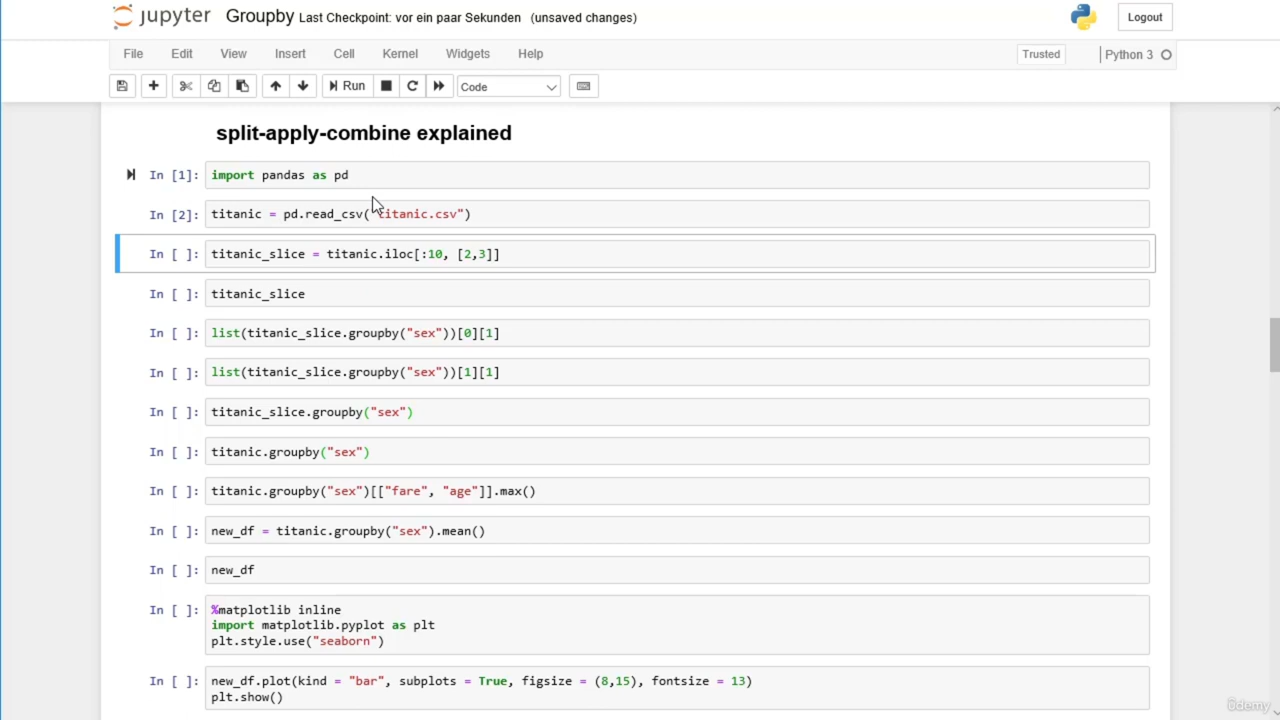 jupyter Groupby Last Checkpoint: vor ein paar Sekunden (unsaved changes) Logout
File Edit View Insert Cell Kernel Widgets Help Trusted Python 3
Run Code
split-apply-combine explained
In [1]: import pandas as pd
In [2]: titanic = pd.read_csv("titanic.csv")
In [ ]: titanic_slice = titanic.iloc[:10, [2,3]]
In [ ]: titanic_slice
In [ ]: list(titanic_slice.groupby("sex"))[0][1]
In [ ]: list(titanic_slice.groupby("sex"))[1][1]
In [ ]: titanic_slice.groupby("sex")
In [ ]: titanic.groupby("sex")
In [ ]: titanic.groupby("sex")[["fare", "age"]].max()
In [ ]: new_df = titanic.groupby("sex").mean()
In [ ]: new_df
In [ ]: %matplotlib inline
import matplotlib.pyplot as plt
plt.style.use("seaborn")
In [ ]: new_df.plot(kind = "bar", subplots = True, figsize = (8,15), fontsize = 13)
plt.show()
ûdemy